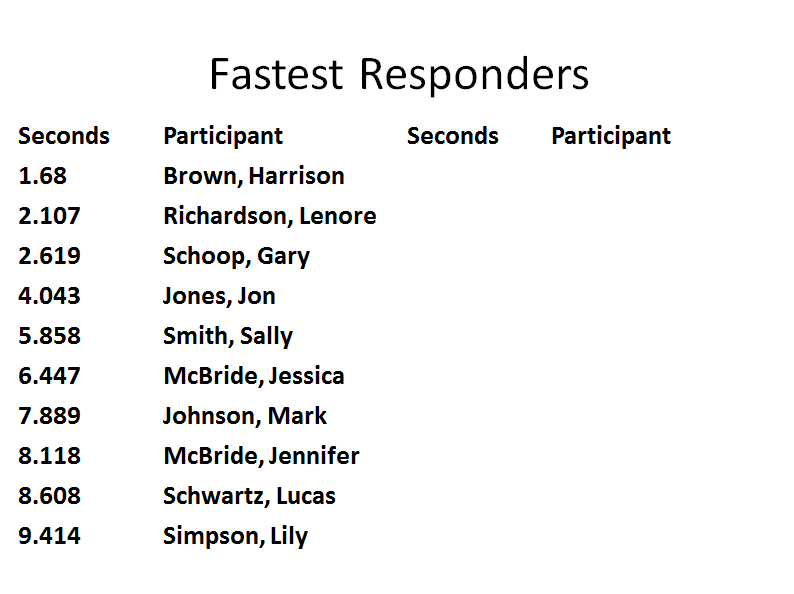 Fastest Responders
Seconds Participant Seconds Participant
1.68 Brown, Harrison
2.107 Richardson, Lenore
2.619 Schoop, Gary
4.043 Jones, Jon
5.858 Smith, Sally
6.447 McBride, Jessica
7.889 Johnson, Mark
8.118 McBride, Jennifer
8.608 Schwartz, Lucas
9.414 Simpson, Lily